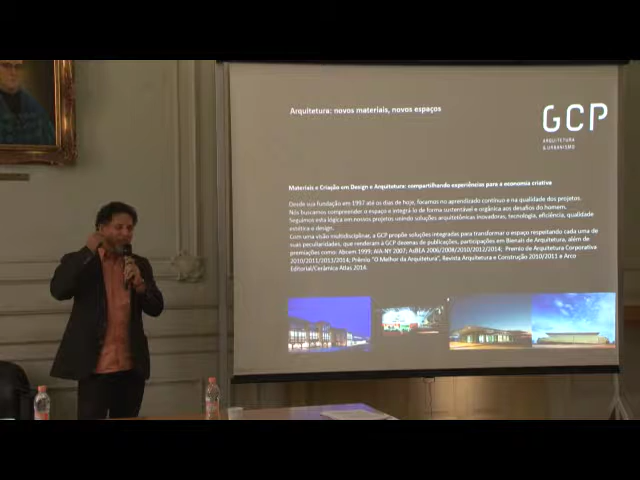 Arquitetura: novos materiais, novos espaços
GCP
ARQUITETURA
& URBANISMO
Materiais e Criação em Design e Arquitetura: compartilhando experiências para a economia criativa
Desde sua fundação em 1997 até os dias de hoje, focamos no aprendizado contínuo e na qualidade dos projetos.
Nós buscamos compreender o espaço e integrá-lo de forma sustentável e orgânica aos desafios do homem.
Seguimos esta lógica em nossos projetos unindo soluções arquitetônicas inovadoras, tecnologia, eficiência, qualidade
estética e design.
Com uma visão multidisciplinar, a GCP propõe soluções integradas para transformar o espaço respeitando cada uma de
suas peculiaridades, que renderam à GCP dezenas de publicações, participações em Bienais de Arquitetura, além de
premiações como: Abcem 1999; AIA-NY 2007; AsBEA 2006/2009/2010/2012/2014; Premio de Arquitetura Corporativa
2010/2011/2013/2014; Prêmio "O Melhor da Arquitetura", Revista Arquitetura e Construção 2010/2011 e Arco
Editorial/Cerâmica Atlas 2014.